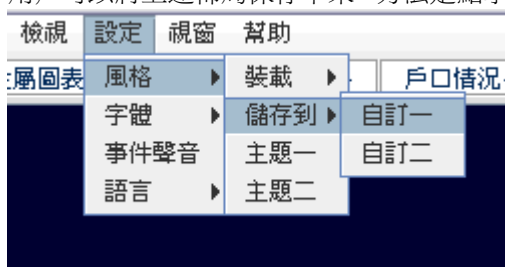 檢視 設定 視窗 幫助
屬圖表 戶口情況
風格 裝載
字體 儲存到 自訂一
事件聲音 主題一 自訂二
語言 主題二